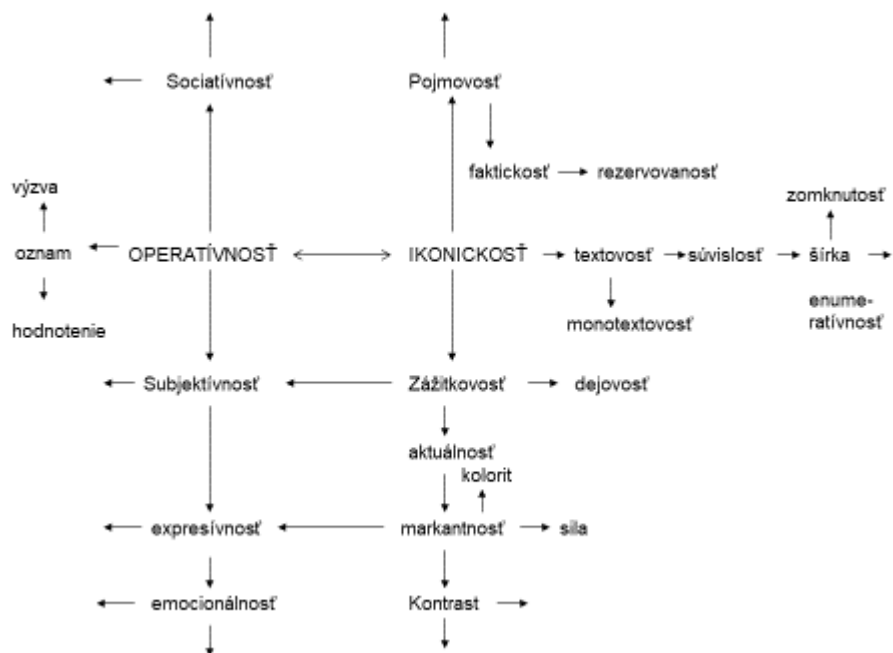 Sociatívnosť
Pojmovosť
faktickosť
rezervovanosť
výzva
zomknutosť
oznam
OPERATÍVNOSŤ
IKONICKOSŤ
textovosť
súvislosť
šírka
hodnotenie
monotextovosť
enume-
ratívnosť
Subjektívnosť
Zážitkovosť
dejovosť
aktuálnosť
kolorit
expresívnosť
markantnosť
sila
emocionálnosť
Kontrast